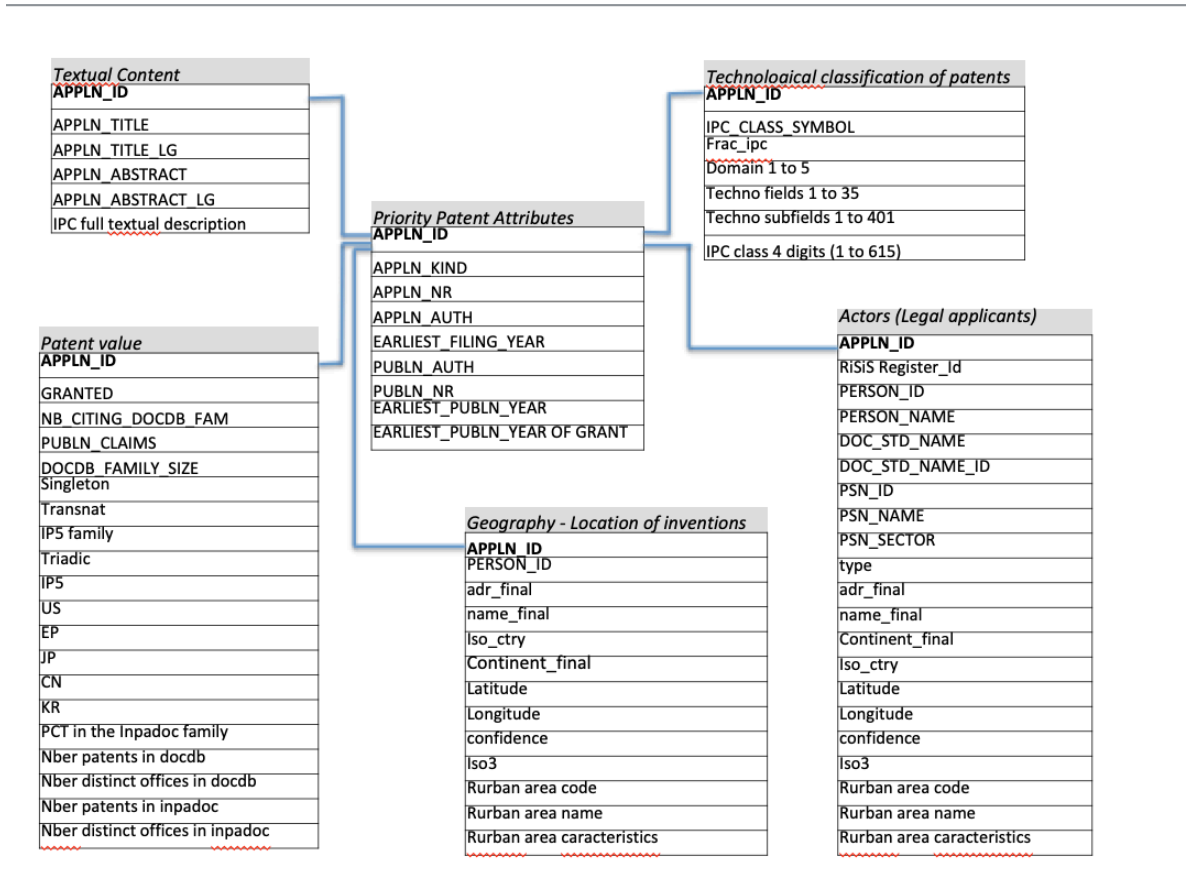 Textual Content
APPLN_ID
APPLN_TITLE
APPLN_TITLE_LG
APPLN_ABSTRACT
APPLN_ABSTRACT_LG
IPC full textual description
Technological classification of patents
APPLN_ID
IPC_CLASS_SYMBOL
Frac_ipc
Domain 1 to 5
Techno fields 1 to 35
Techno subfields 1 to 401
IPC class 4 digits (1 to 615)
Priority Patent Attributes
APPLN_ID
APPLN_KIND
APPLN_NR
APPLN_AUTH
EARLIEST_FILING_YEAR
PUBLN_AUTH
PUBLN_NR
EARLIEST_PUBLN_YEAR
EARLIEST_PUBLN_YEAR OF GRANT
Patent value
APPLN_ID
GRANTED
NB_CITING_DOCDB_FAM
PUBLN_CLAIMS
DOCDB_FAMILY_SIZE
Singleton
Transnat
IP5 family
Triadic
IP5
US
EP
JP
CN
KR
PCT in the Inpadoc family
Nber patents in docdb
Nber distinct offices in docdb
Nber patents in inpadoc
Nber distinct offices in inpadoc
Geography - Location of inventions
APPLN_ID
PERSON_ID
adr_final
name_final
Iso_ctry
Continent_final
Latitude
Longitude
confidence
Iso3
Rurban area code
Rurban area name
Rurban area caracteristics
Actors (Legal applicants)
APPLN_ID
RiSiS Register_Id
PERSON_ID
PERSON_NAME
DOC_STD_NAME
DOC_STD_NAME_ID
PSN_ID
PSN_NAME
PSN_SECTOR
type
adr_final
name_final
Continent_final
Iso_ctry
Latitude
Longitude
confidence
Iso3
Rurban area code
Rurban area name
Rurban area caracteristics